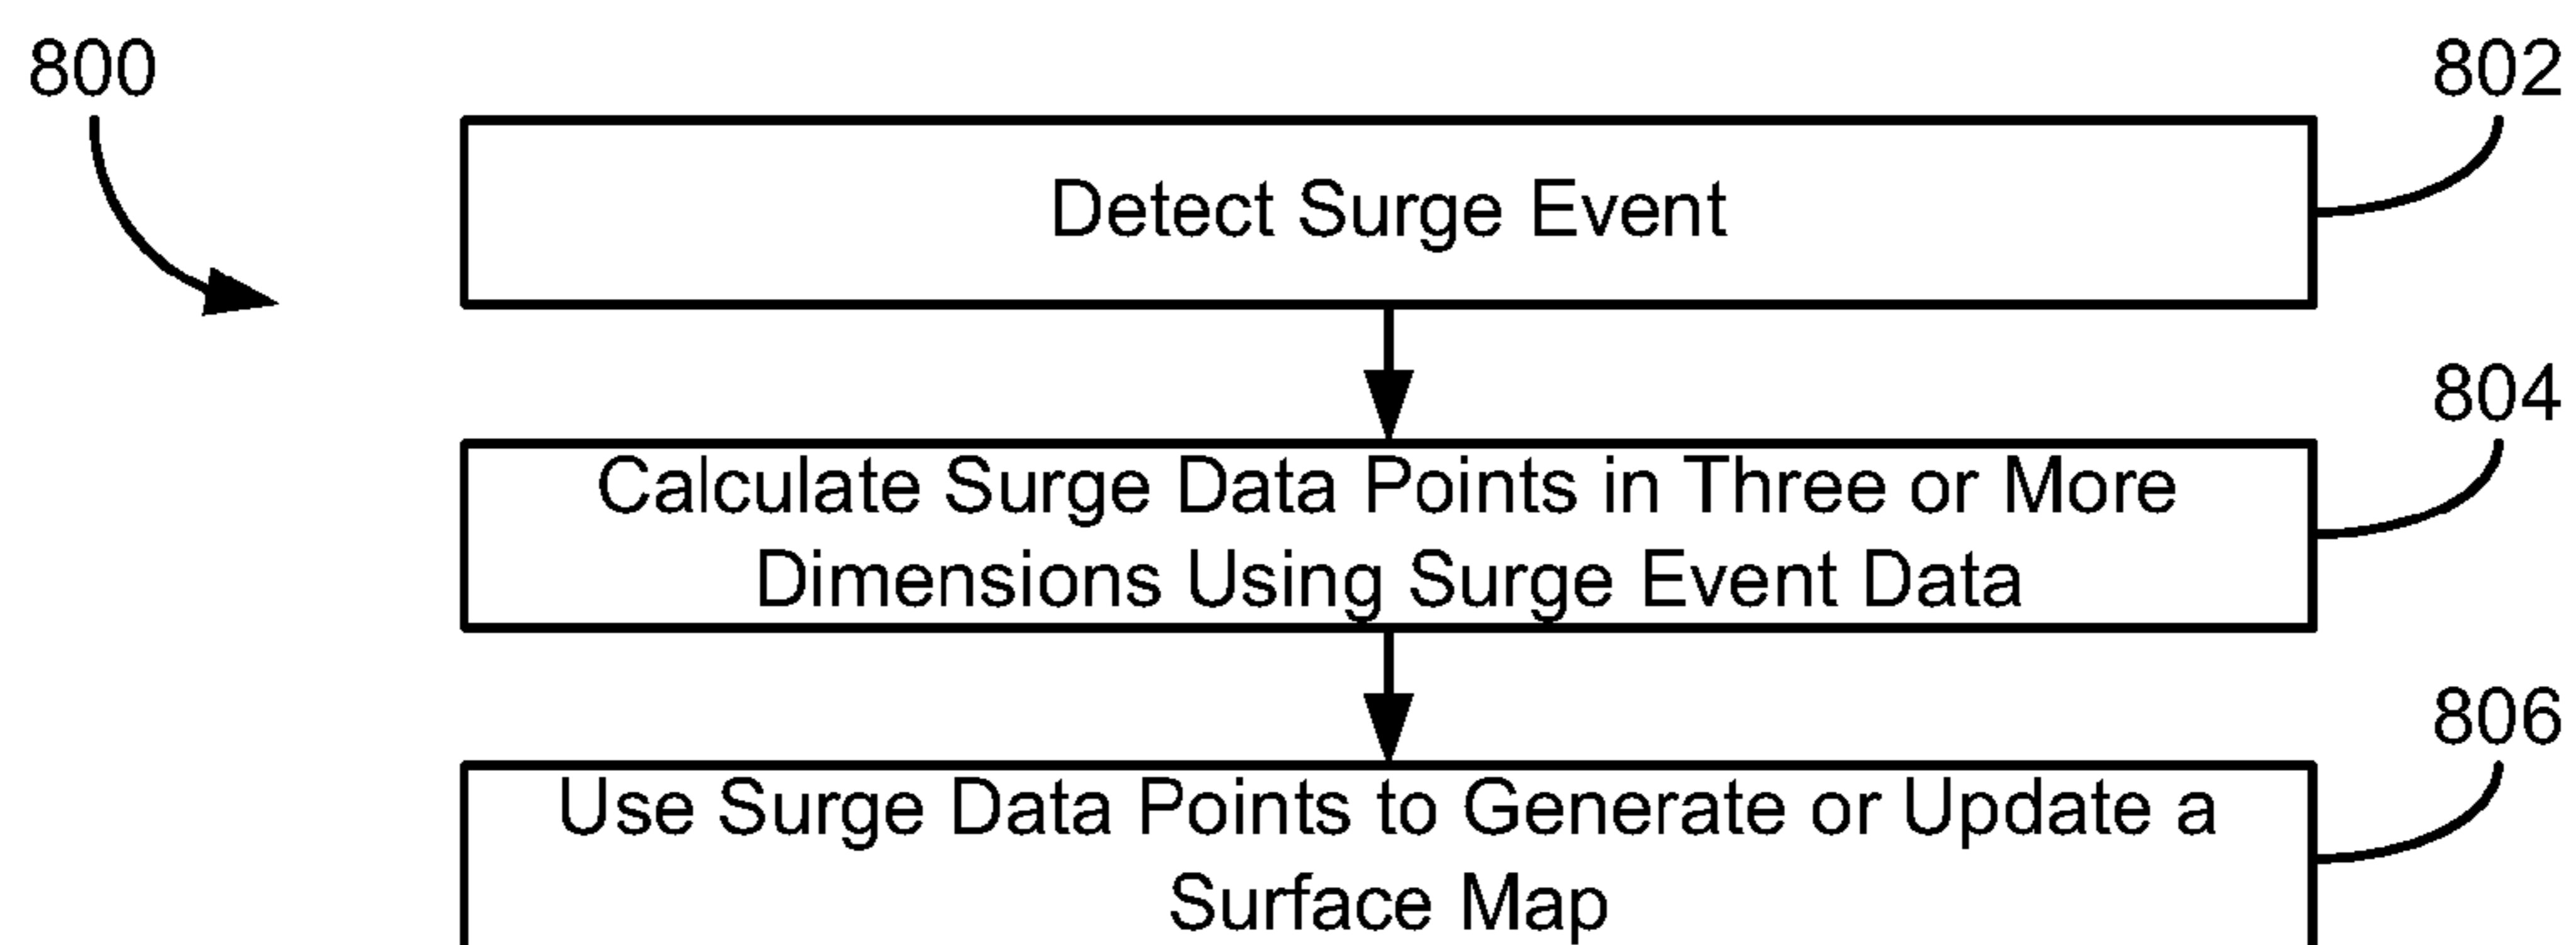 800
802
Detect Surge Event
804
Calculate Surge Data Points in Three or More
Dimensions Using Surge Event Data
806
Use Surge Data Points to Generate or Update a
Surface Map